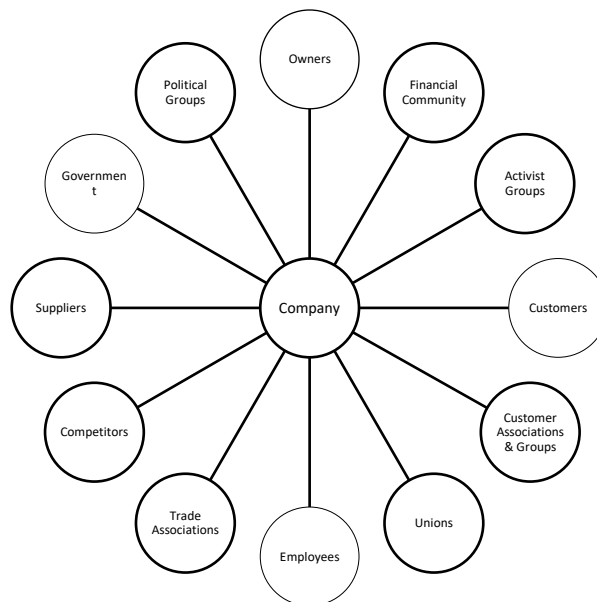 Owners
Political
Groups
Financial
Community
Governmen
t
Activist
Groups
Suppliers
Company
Customers
Competitors
Customer
Associations
& Groups
Trade
Associations
Unions
Employees